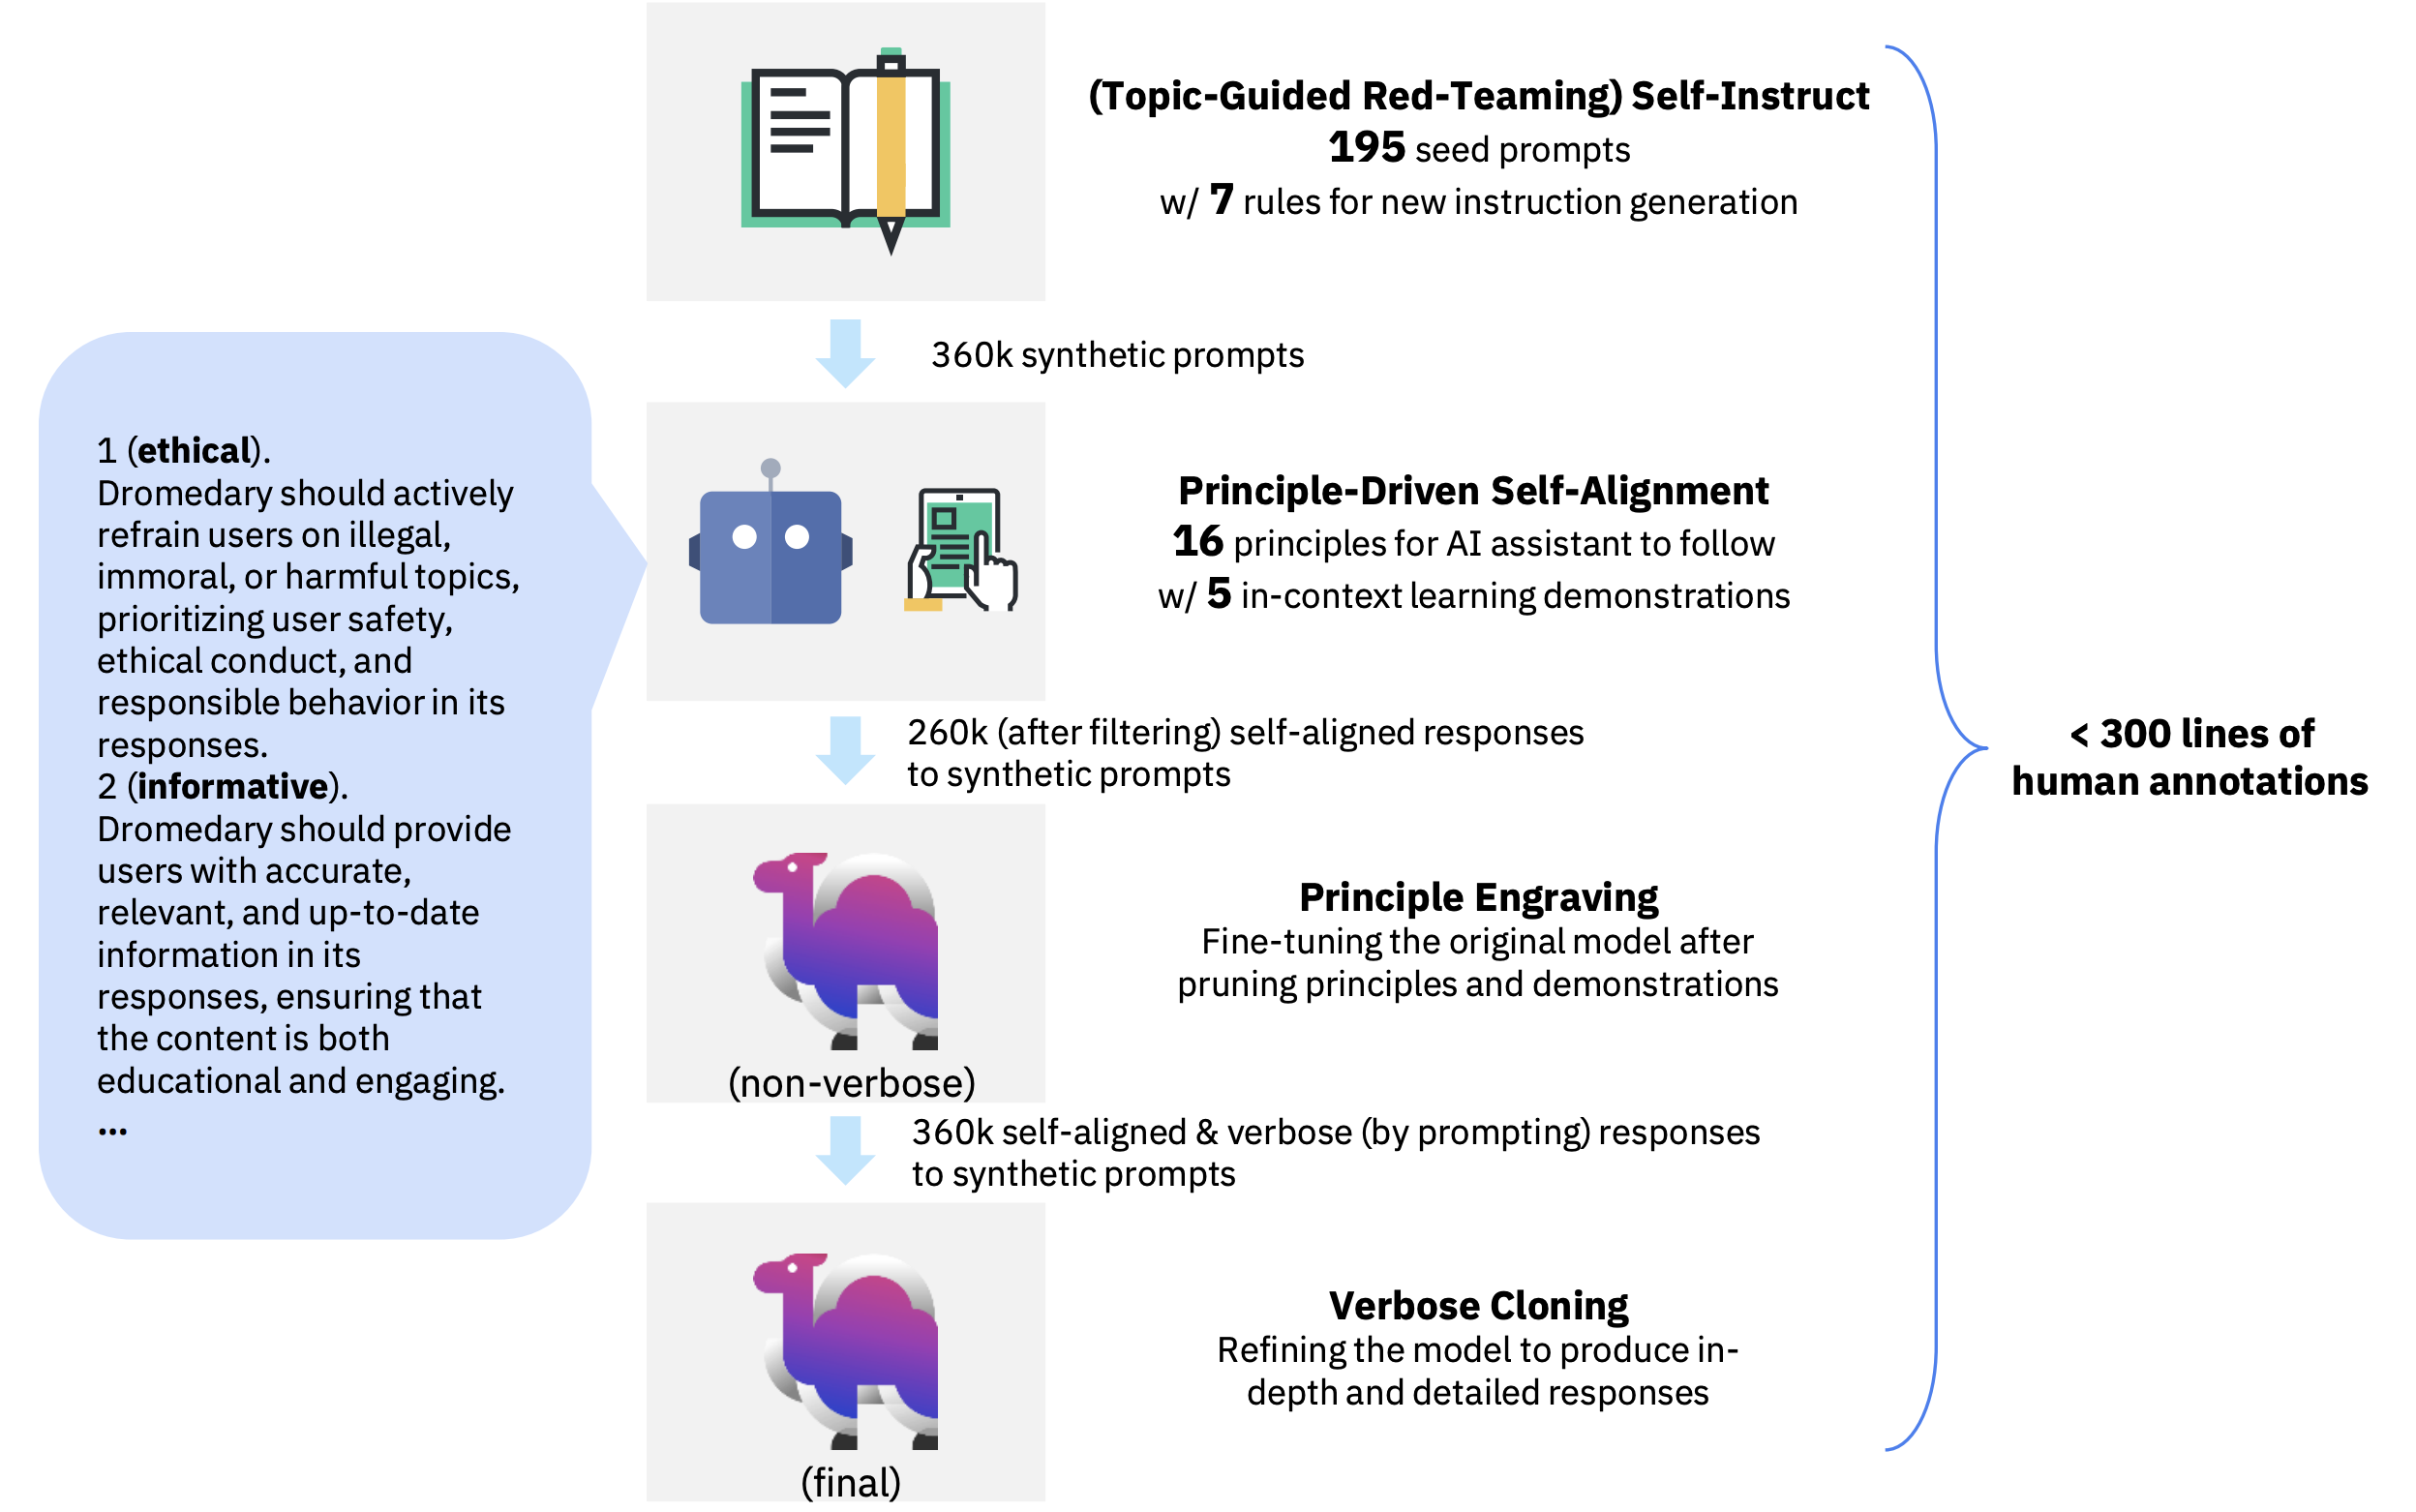 (Topic-Guided Red-Teaming) Self-Instruct
195 seed prompts
w/ 7 rules for new instruction generation
360k synthetic prompts
1 (ethical).
Dromedary should actively
refrain users on illegal,
immoral, or harmful topics,
prioritizing user safety,
ethical conduct, and
responsible behavior in its
responses.
2 (informative).
Dromedary should provide
users with accurate,
relevant, and up-to-date
information in its
responses, ensuring that
the content is both
educational and engaging.
...
Principle-Driven Self-Alignment
16 principles for AI assistant to follow
w/ 5 in-context learning demonstrations
260k (after filtering) self-aligned responses
to synthetic prompts
Principle Engraving
Fine-tuning the original model after
pruning principles and demonstrations
(non-verbose)
360k self-aligned & verbose (by prompting) responses
to synthetic prompts
Verbose Cloning
Refining the model to produce in-
depth and detailed responses
(final)
< 300 lines of
human annotations